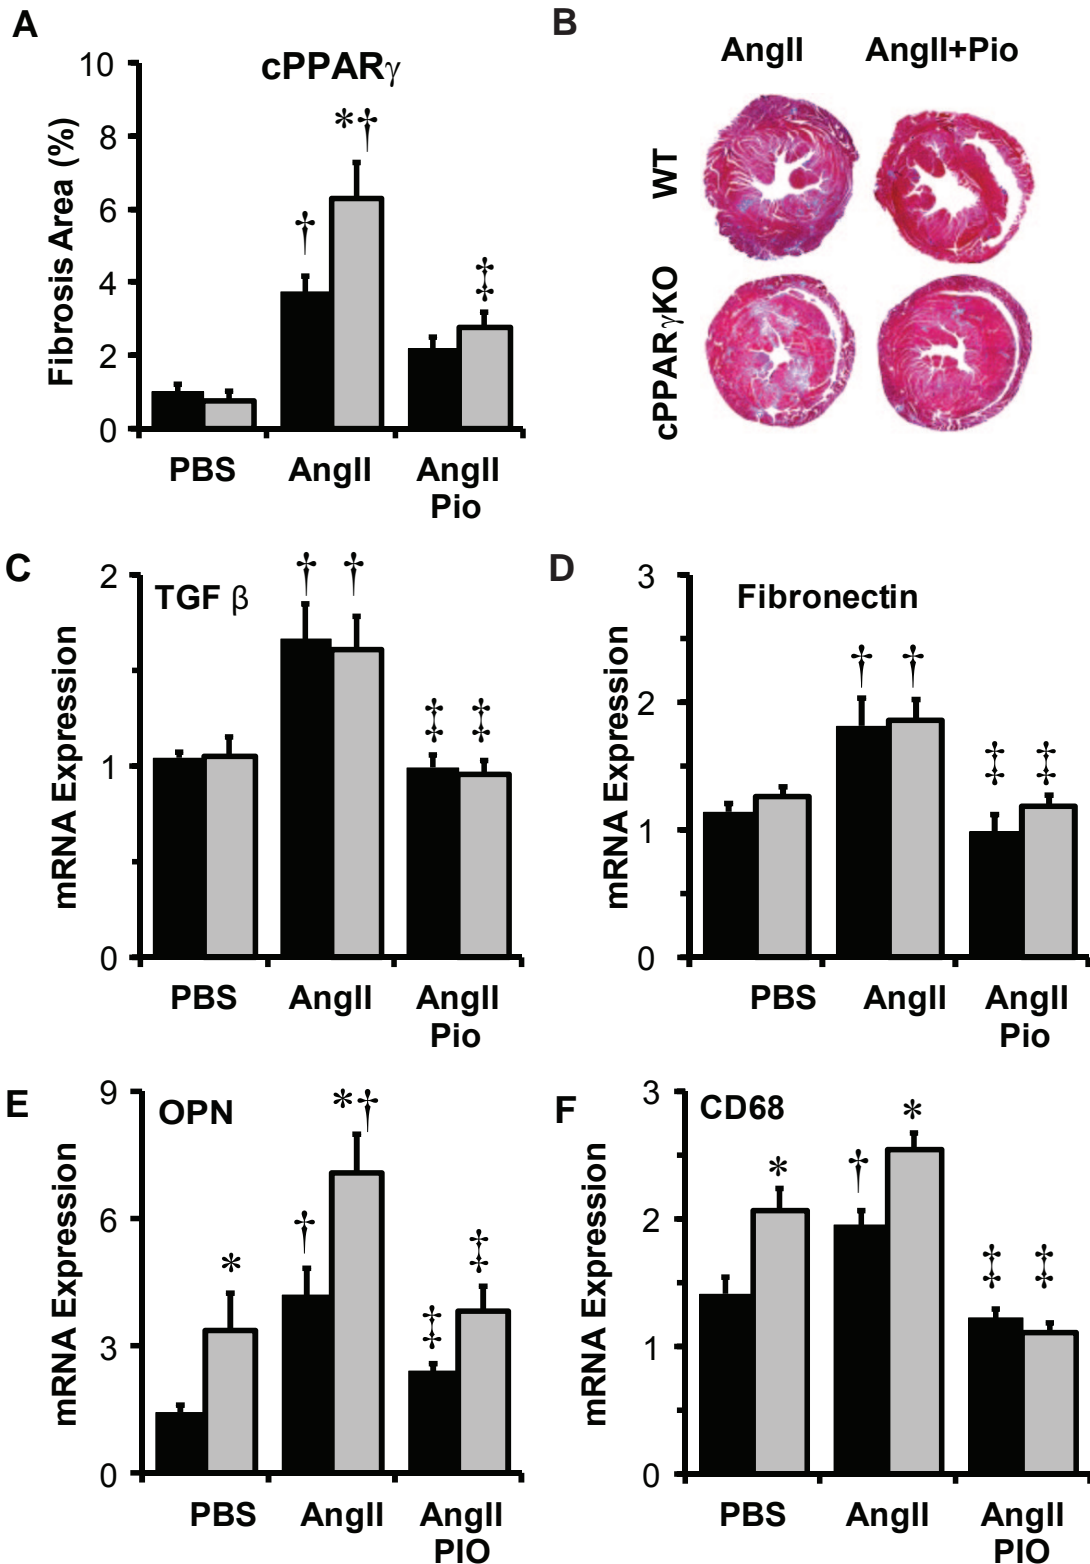 A
cPPARγ
Fibrosis Area (%)
10
8
6
4
2
0
*†
†
‡
PBS
AngII
AngII
Pio
B
AngII
AngII+Pio
WT
cPPARγKO
C
TGF β
mRNA Expression
2
1
0
†
†
‡
‡
PBS
AngII
AngII
Pio
D
Fibronectin
mRNA Expression
3
2
1
0
†
†
‡
‡
PBS
AngII
AngII
Pio
E
OPN
mRNA Expression
9
6
3
0
*
†
*†
‡
‡
PBS
AngII
AngII
PIO
F
CD68
mRNA Expression
3
2
1
0
*
†
*
‡
‡
PBS
AngII
AngII
PIO